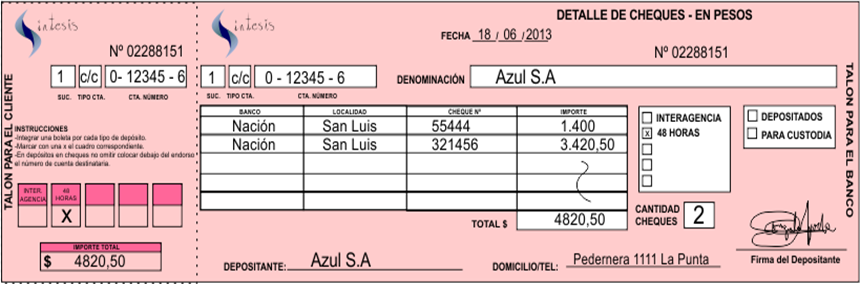 TALON PARA EL CLIENTE
intesis
Nº 02288151
1 c/c 0- 12345 - 6
SUC. TIPO CTA. CTA. NÚMERO
INSTRUCCIONES
-Integrar una boleta por cada tipo de depósito.
-Marcar con una x el cuadro correspondiente.
-En depósitos en cheques no omitir colocar debajo del endorso
el número de cuenta destinataria.
INTER. AGENCIA 48 HORAS
X
IMPORTE TOTAL
$ 4820,50
intesis
DETALLE DE CHEQUES - EN PESOS
FECHA 18 / 06 / 2013
Nº 02288151
1 c/c 0 - 12345 - 6 DENOMINACIÓN Azul S.A
SUC. TIPO CTA. CTA. NÚMERO
BANCO LOCALIDAD CHEQUE Nº IMPORTE
Nación San Luis 55444 1.400
Nación San Luis 321456 3.420,50
TOTAL $ 4820,50
INTERAGENCIA
x 48 HORAS
DEPOSITADOS
PARA CUSTODIA
CANTIDAD CHEQUES 2
DEPOSITANTE: Azul S.A DOMICILIO/TEL: Pedernera 1111 La Punta
Firma del Depositante
TALON PARA EL BANCO